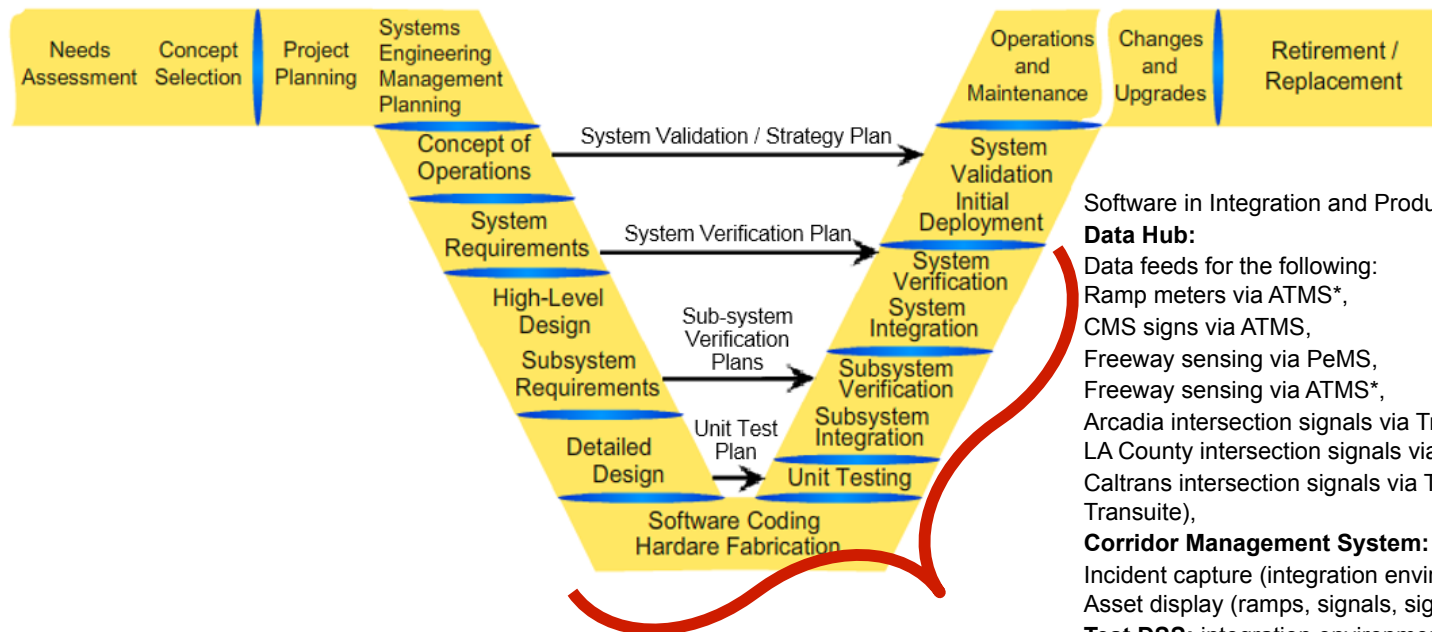 Needs
Assessment
Concept
Selection
Project
Planning
Systems
Engineering
Management
Planning
Concept of
Operations
System
Requirements
High-Level
Design
Subsystem
Requirements
Detailed
Design
Software Coding
Hardare Fabrication
System Validation / Strategy Plan
System Verification Plan
Sub-system
Verification
Plans
Unit Test
Plan
Operations
and
Maintenance
Changes
and
Upgrades
Retirement /
Replacement
System
Validation
Initial
Deployment
System
Verification
System
Integration
Subsystem
Verification
Subsystem
Integration
Unit Testing
Software in Integration and
Data Hub:
Data feeds for the following:
Ramp meters via ATMS*,
CMS signs via ATMS,
Freeway sensing via PeMS,
Freeway sensing via ATMS*,
Arcadia intersection signals via
LA County intersection signals via
Caltrans intersection signals via
Transuite),
Corridor Management System:
Incident capture (integration
Asset display (ramps, signals,
Test DSS: integration